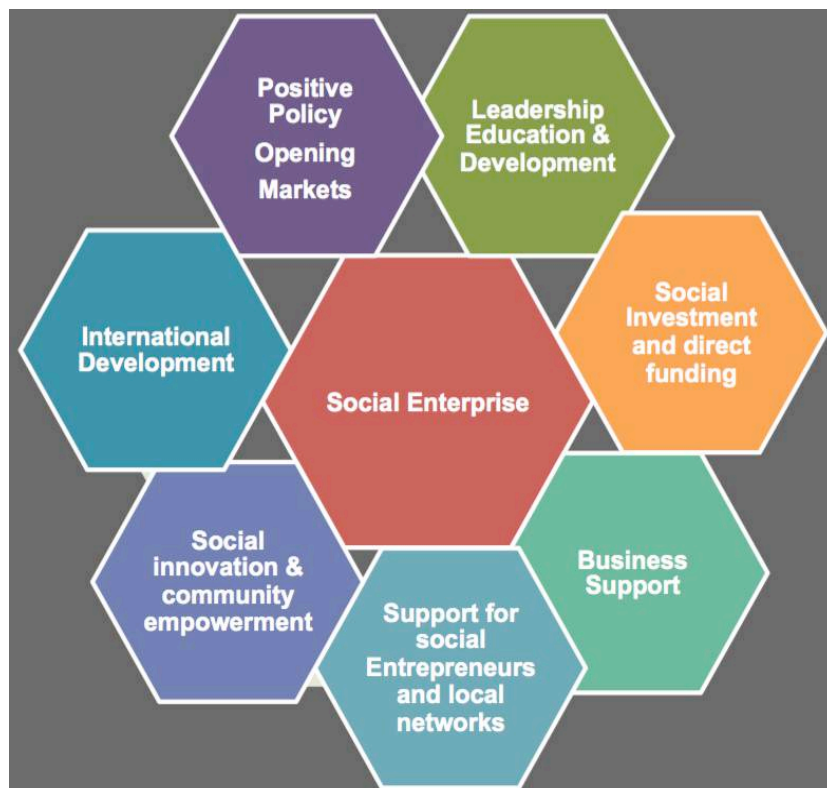 Positive
Policy
Opening
Markets
Leadership
Education &
Development
Social
Investment
and direct
funding
International
Development
Social Enterprise
Social
innovation &
community
empowerment
Business
Support
Support for
social
Entrepreneurs
and local
networks